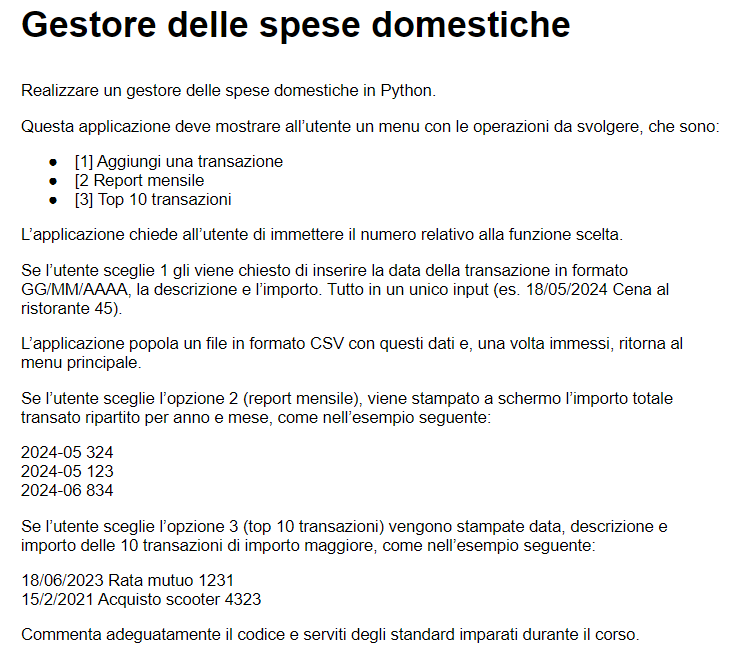 Gestore delle spese domestiche
Realizzare un gestore delle spese domestiche in Python.
Questa applicazione deve mostrare all’utente un menu con le operazioni da svolgere, che sono:
● [1] Aggiungi una transazione
● [2 Report mensile
● [3] Top 10 transazioni
L’applicazione chiede all’utente di immettere il numero relativo alla funzione scelta.
Se l’utente sceglie 1 gli viene chiesto di inserire la data della transazione in formato
GG/MM/AAAA, la descrizione e l’importo. Tutto in un unico input (es. 18/05/2024 Cena al
ristorante 45).
L’applicazione popola un file in formato CSV con questi dati e, una volta immessi, ritorna al
menu principale.
Se l’utente sceglie l’opzione 2 (report mensile), viene stampato a schermo l’importo totale
transato ripartito per anno e mese, come nell’esempio seguente:
2024-05 324
2024-05 123
2024-06 834
Se l’utente sceglie l’opzione 3 (top 10 transazioni) vengono stampate data, descrizione e
importo delle 10 transazioni di importo maggiore, come nell’esempio seguente:
18/06/2023 Rata mutuo 1231
15/2/2021 Acquisto scooter 4323
Commenta adeguatamente il codice e serviti degli standard imparati durante il corso.